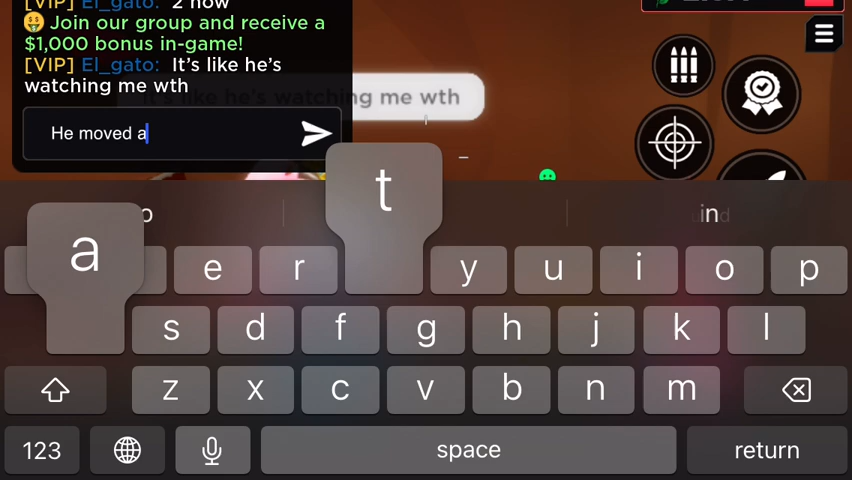 [VIP] El_gato: 2 now
🤑 Join our group and receive a
$1,000 bonus in-game!
[VIP] El_gato: It's like he's
watching me wth
It's like he's watching me wth
He moved a
t
in
a
e r y u i o p
s d f g h j k l
z x c v b n m
123 space return